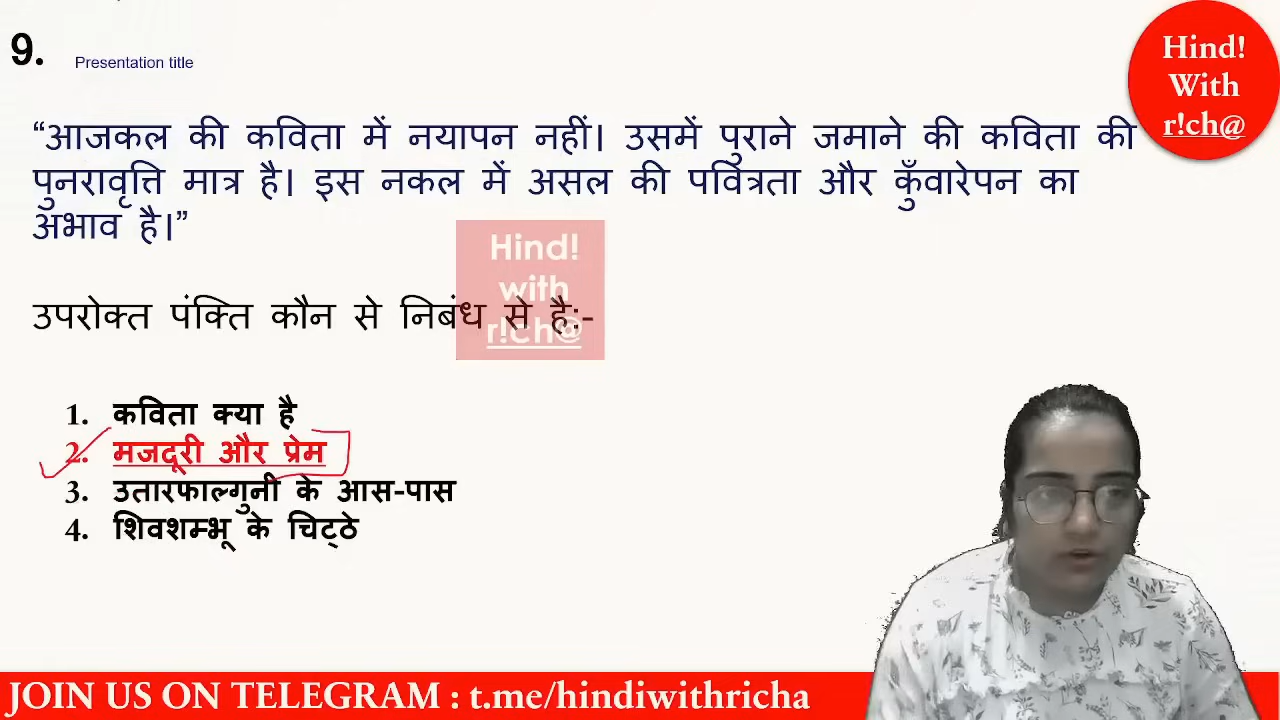 9.
Presentation title
Hind!
With
r!ch@
“आजकल की कविता में नयापन नहीं। उसमें पुराने जमाने की कविता की
पुनरावृत्ति मात्र है। इस नकल में असल की पवित्रता और कुँवारेपन का
अभाव है।”
Hind!
with
r!ch@
उपरोक्त पंक्ति कौन से निबंध से है:-
1. कविता क्या है
2. मजदूरी और प्रेम
3. उतारफाल्गुनी के आस-पास
4. शिवशम्भू के चिट्ठे
JOIN US ON TELEGRAM : t.me/hindiwithricha